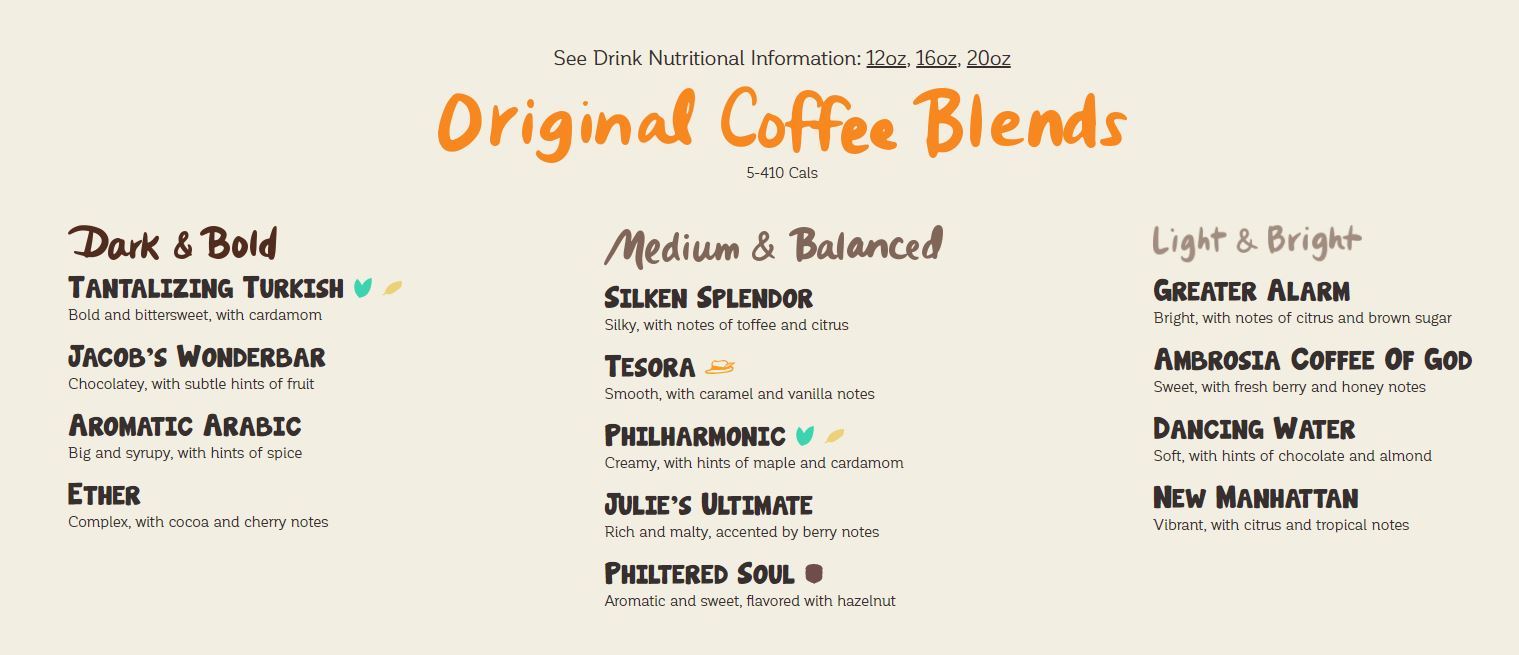 See Drink Nutritional Information: 12oz, 16oz, 20oz
Original Coffee Blends
5-410 Cals
Dark & Bold
TANTALIZING TURKISH
Bold and bittersweet, with cardamom
JACOB'S WONDERBAR
Chocolatey, with subtle hints of fruit
AROMATIC ARABIC
Big and syrupy, with hints of spice
ETHER
Complex, with cocoa and cherry notes
Medium & Balanced
SILKEN SPLENDOR
Silky, with notes of toffee and citrus
TESORA
Smooth, with caramel and vanilla notes
PHILHARMONIC
Creamy, with hints of maple and cardamom
JULIE'S ULTIMATE
Rich and malty, accented by berry notes
PHILTERED SOUL
Aromatic and sweet, flavored with hazelnut
Light & Bright
GREATER ALARM
Bright, with notes of citrus and brown sugar
AMBROSIA COFFEE OF GOD
Sweet, with fresh berry and honey notes
DANCING WATER
Soft, with hints of chocolate and almond
NEW MANHATTAN
Vibrant, with citrus and tropical notes